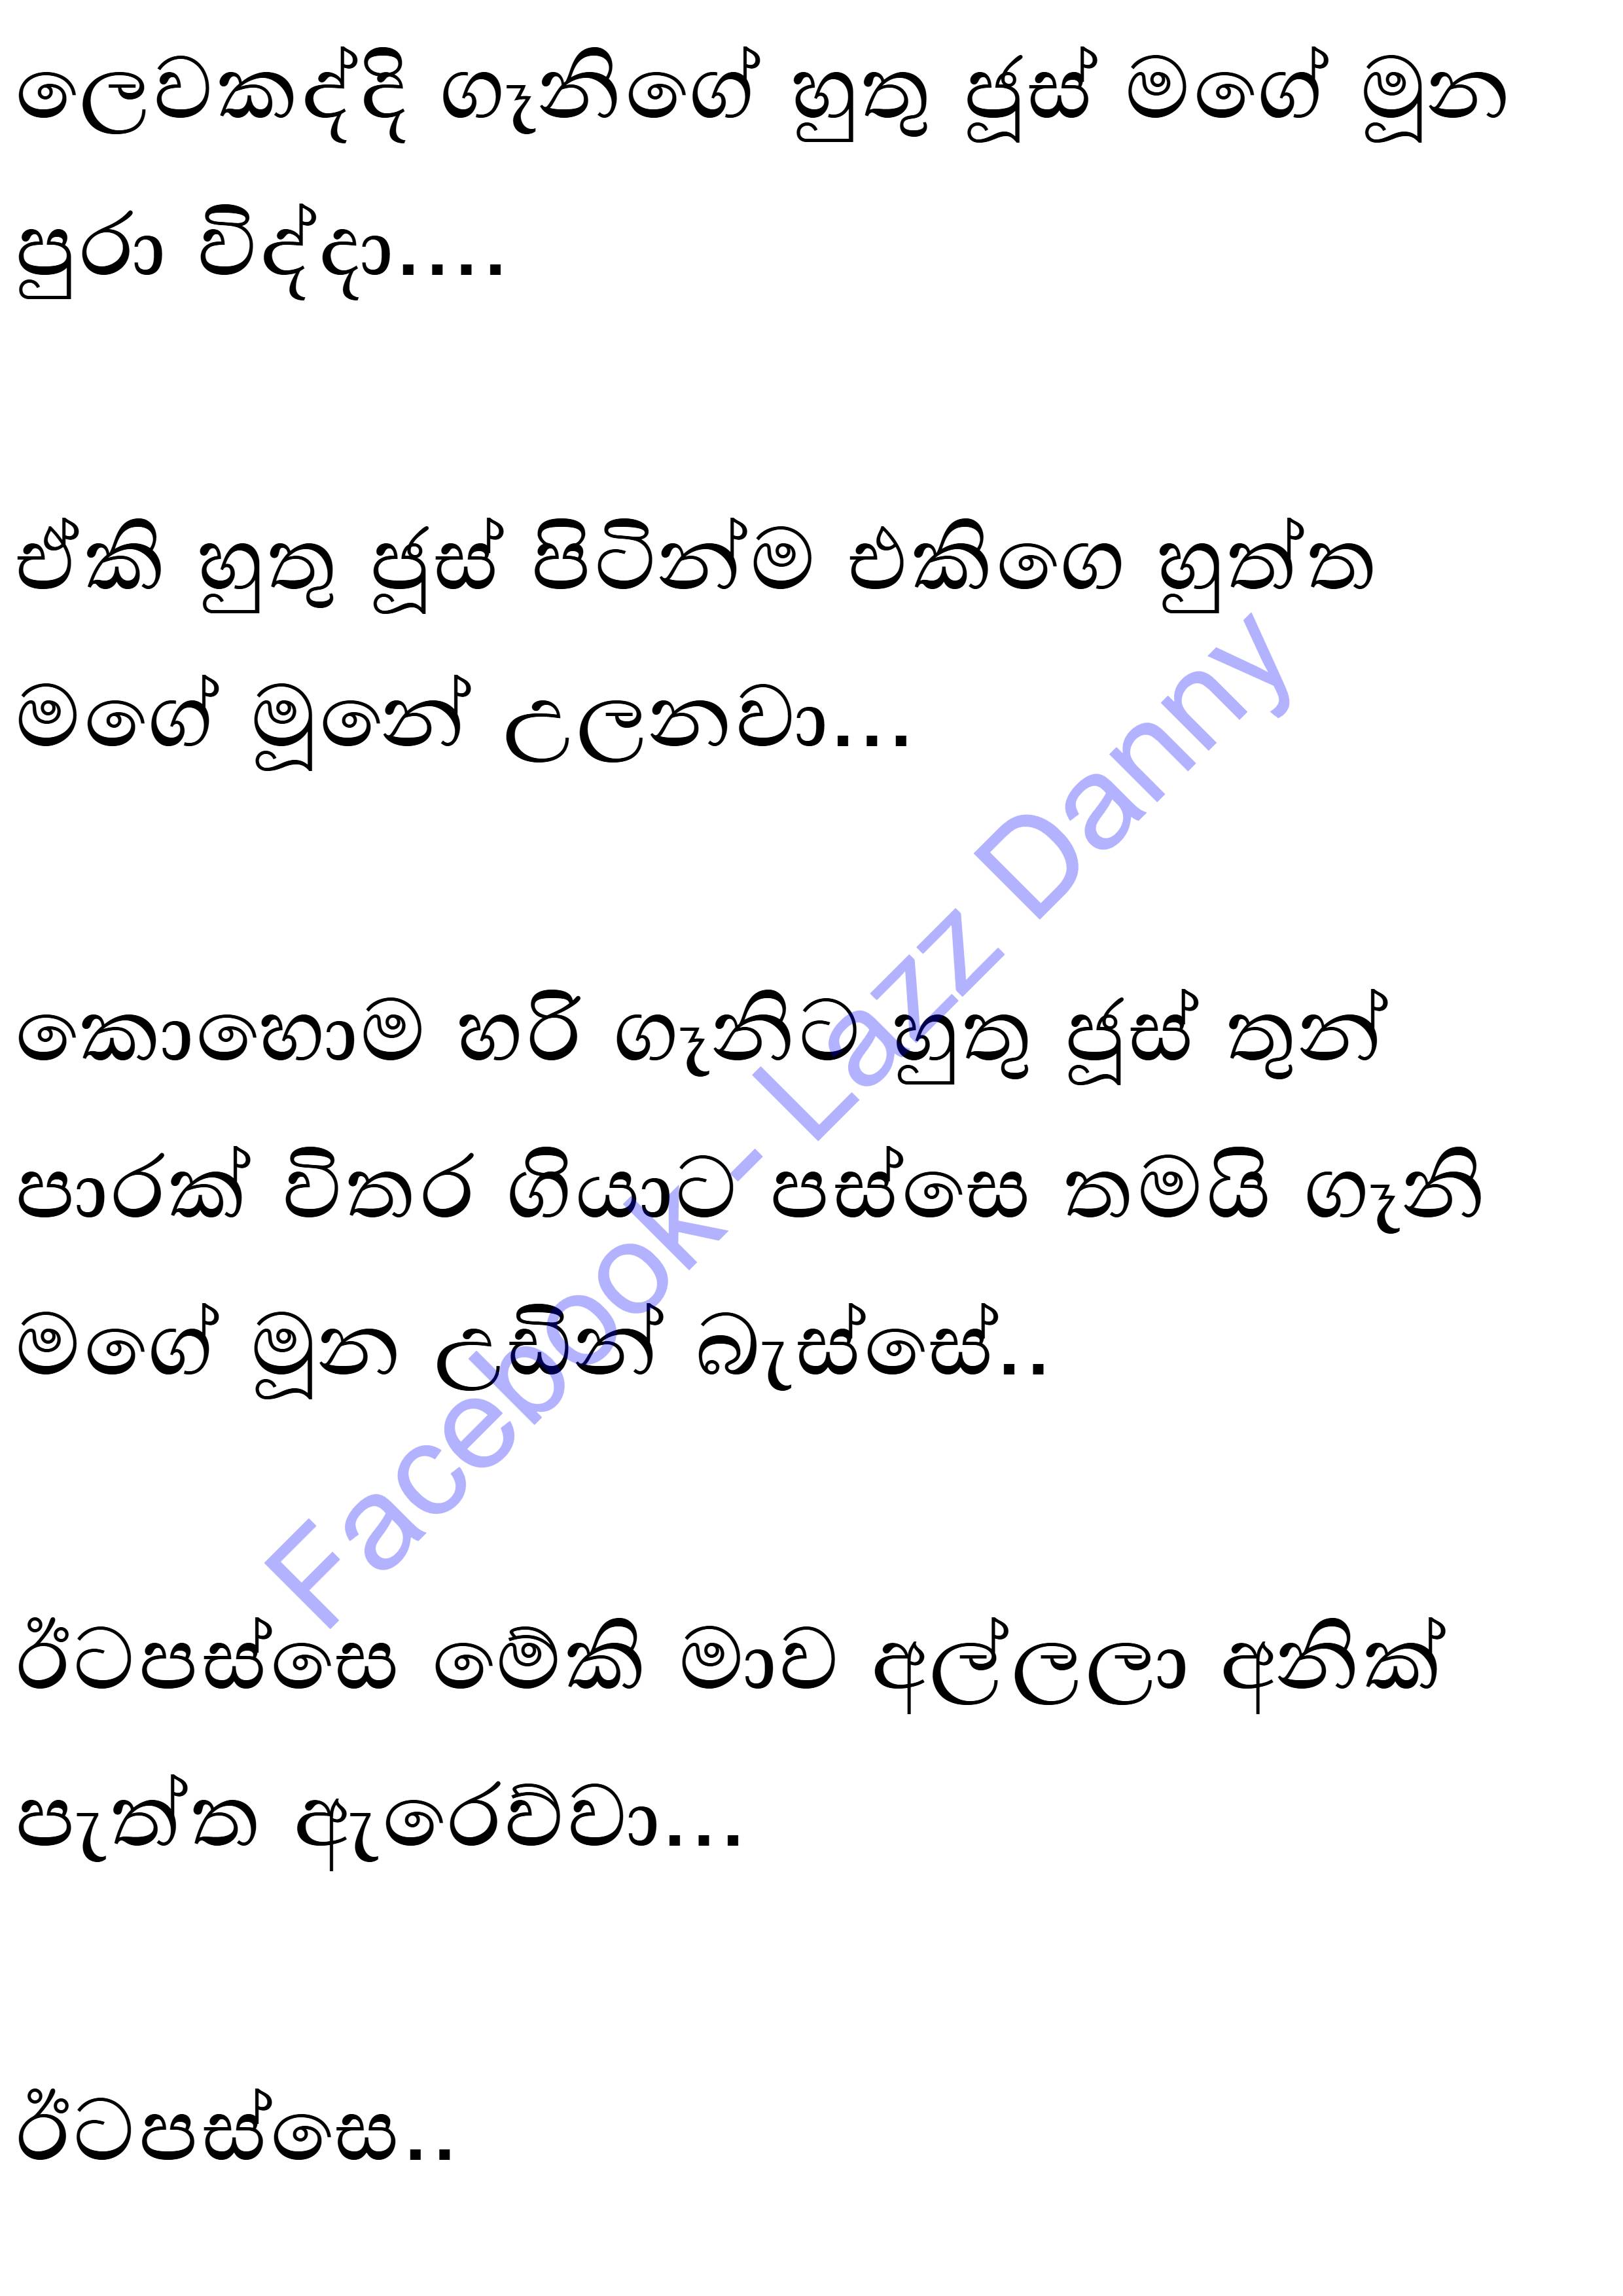 ලෙවකද්දි ගෑනිගේ හුතු ජූස් මගේ මූන
පුරා විද්දා....
ඒකි හුතු ජූස් පිටින්ම එකිගෙ හුත්ත
මගේ මූනේ උලනවා...
කොහොම හරි ගෑනිට හුතු ජූස් තුන්
පාරක් විතර ගියාට පස්සෙ තමයි ගෑනි
මගේ මූන උඩින් බැස්සේ..
ඊටපස්සෙ මේකි මාව අල්ලලා අනික්
පැත්ත ඇරෙව්වා...
ඊටපස්සෙ..
Facebook - Lazz Danny